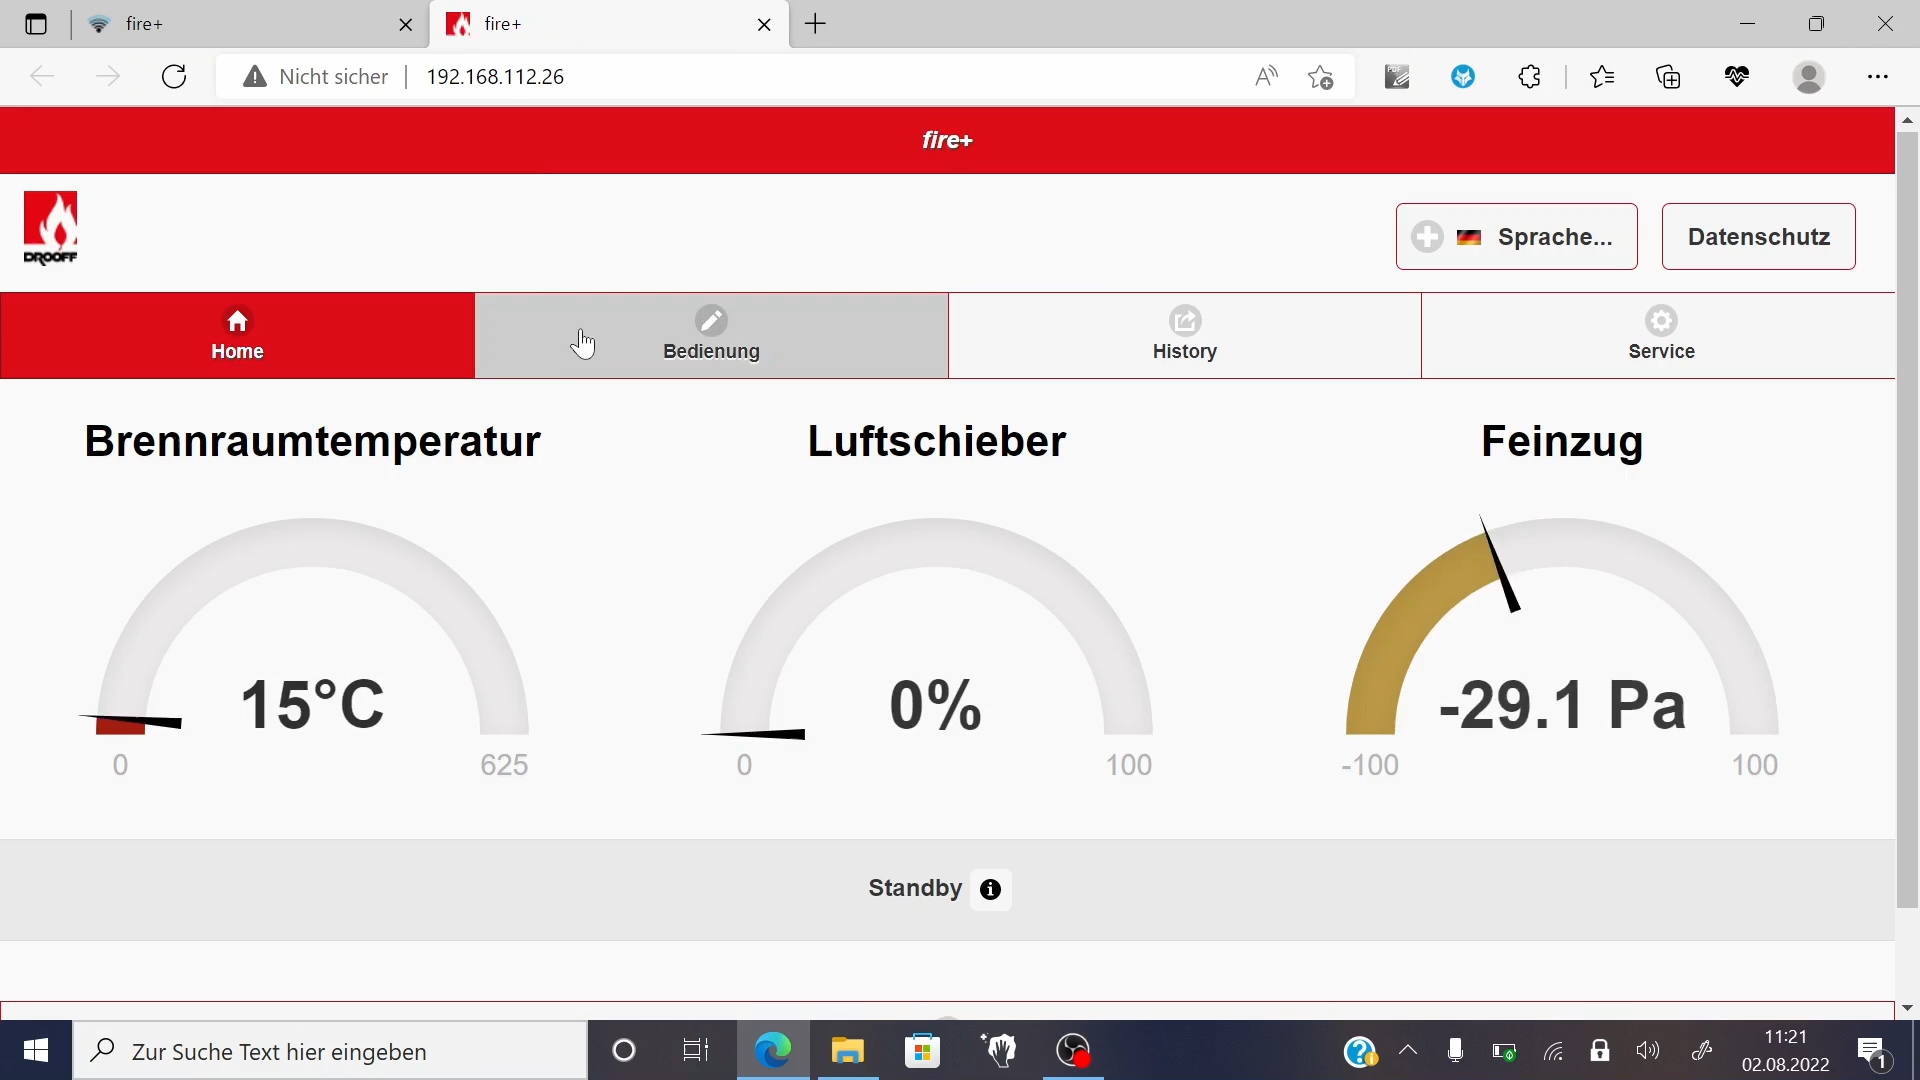 fire+
fire+
Nicht sicher
192.168.112.26
fire+
DROOFF
Sprache...
Datenschutz
Home
Bedienung
History
Service
Brennraumtemperatur
Luftschieber
Feinzug
15°C
0%
-29.1 Pa
0
625
0
100
-100
100
Standby
Zur Suche Text hier eingeben
11:21
02.08.2022
1